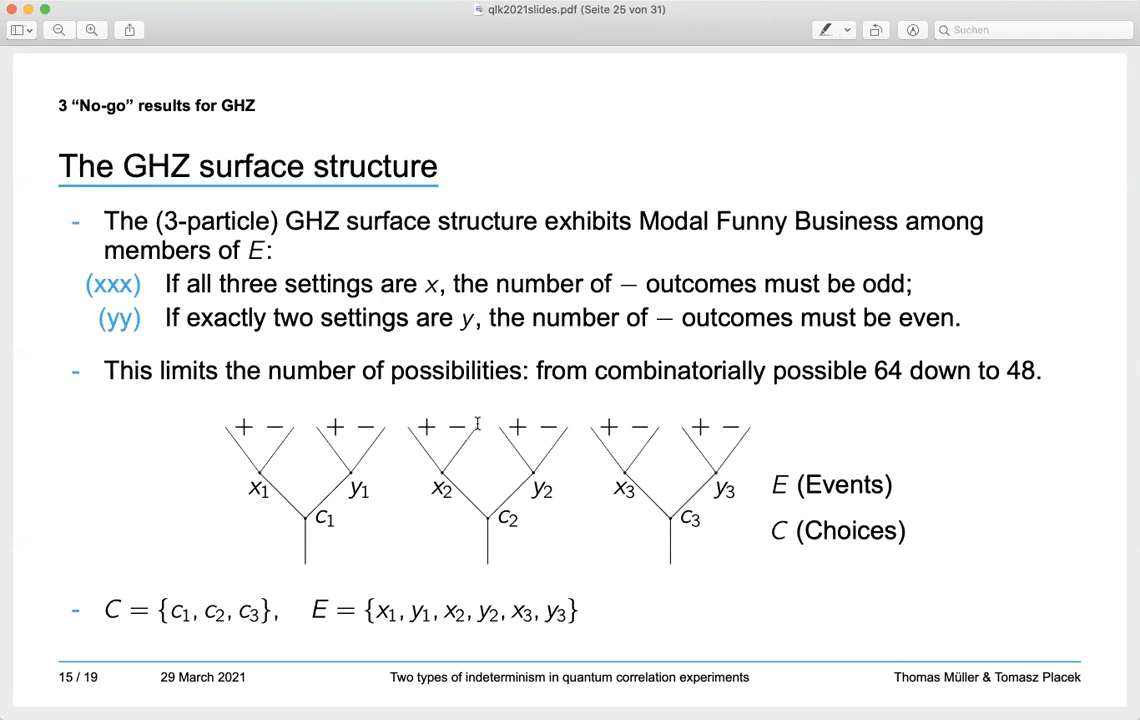 qlk2021slides.pdf (Seite 25 von 31)
Suchen
3 “No-go” results for GHZ
The GHZ surface structure
- The (3-particle) GHZ surface structure exhibits Modal Funny Business among
members of E:
(xxx) If all three settings are x, the number of − outcomes must be odd;
(yy) If exactly two settings are y, the number of − outcomes must be even.
- This limits the number of possibilities: from combinatorially possible 64 down to 48.
+ − + − + − + − + − + −
x₁ y₁ x₂ y₂ x₃ y₃ E (Events)
c₁ c₂ c₃ C (Choices)
- C = {c₁, c₂, c₃}, E = {x₁, y₁, x₂, y₂, x₃, y₃}
15 / 19 29 March 2021 Two types of indeterminism in quantum correlation experiments Thomas Müller & Tomasz Placek